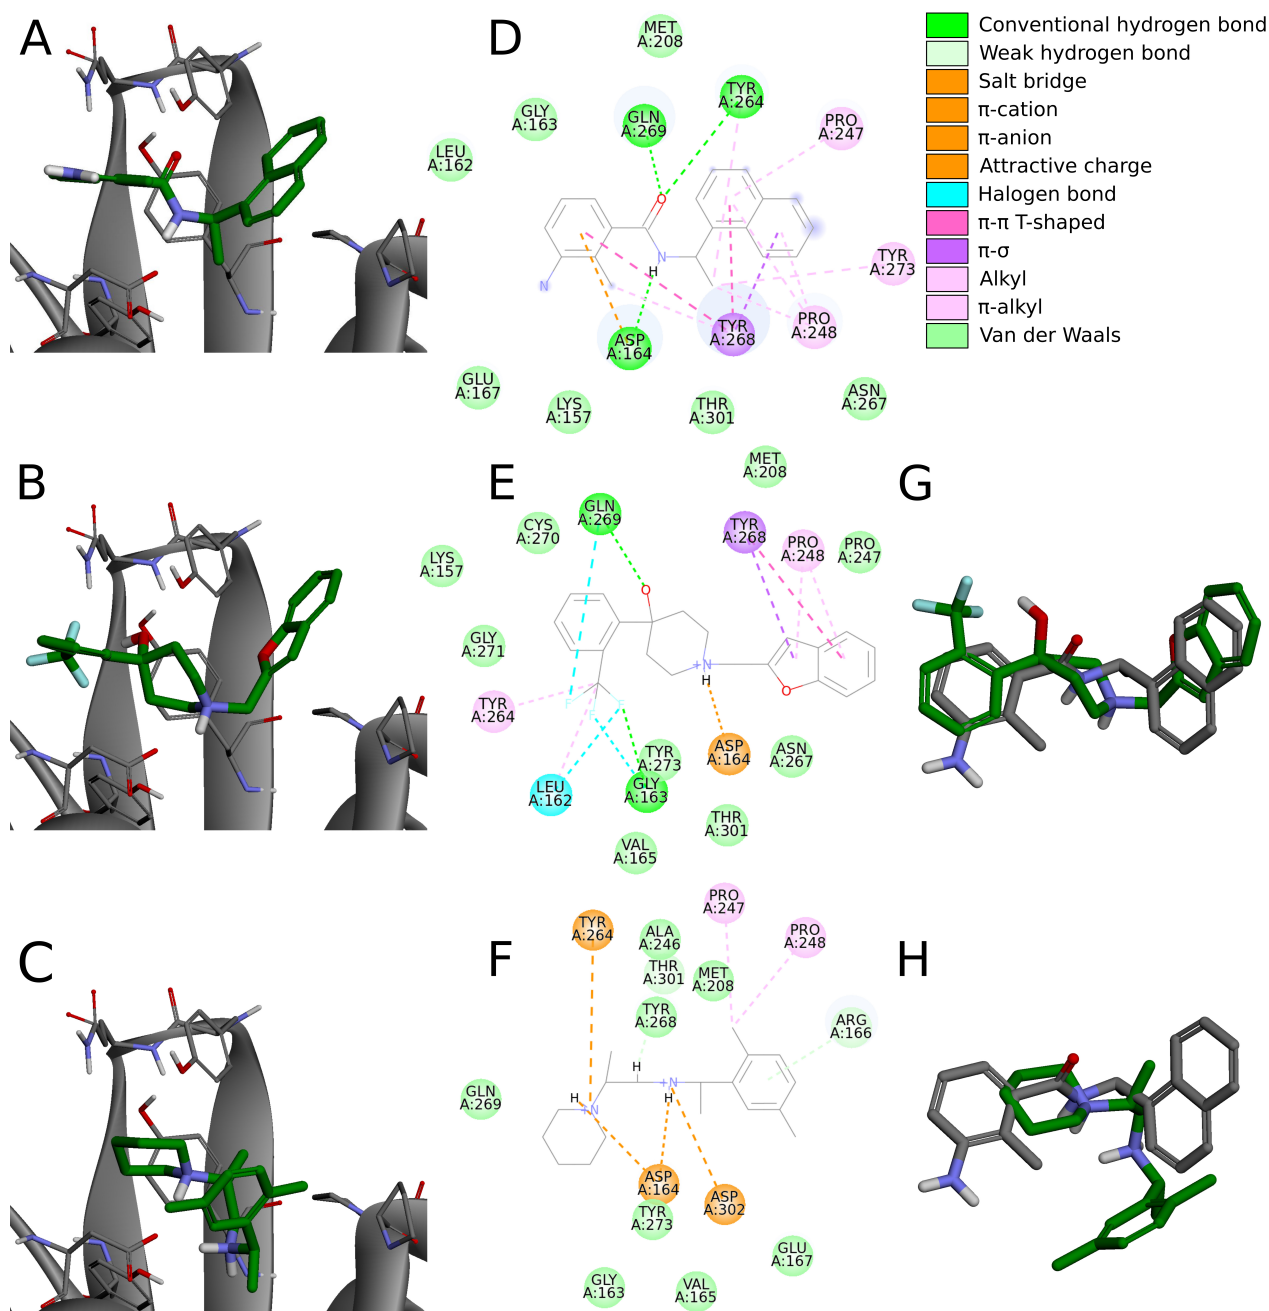 A
D
MET
A:208
TYR
A:264
GLN
A:269
GLY
A:163
PRO
A:247
LEU
A:162
O
N
H
N
TYR
A:273
ASP
A:164
TYR
A:268
PRO
A:248
GLU
A:167
LYS
A:157
THR
A:301
ASN
A:267
Conventional hydrogen bond
Weak hydrogen bond
Salt bridge
π-cation
π-anion
Attractive charge
Halogen bond
π-π T-shaped
π-σ
Alkyl
π-alkyl
Van der Waals
B
E
G
MET
A:208
GLN
A:269
CYS
A:270
TYR
A:268
PRO
A:248
PRO
A:247
LYS
A:157
O
GLY
A:271
+N
H
O
F
F
F
TYR
A:264
TYR
A:273
ASP
A:164
ASN
A:267
LEU
A:162
GLY
A:163
THR
A:301
VAL
A:165
C
F
H
PRO
A:247
TYR
A:264
ALA
A:246
PRO
A:248
THR
A:301
MET
A:208
TYR
A:268
ARG
A:166
H
+N
H
GLN
A:269
H
+N
ASP
A:164
ASP
A:302
TYR
A:273
GLU
A:167
GLY
A:163
VAL
A:165